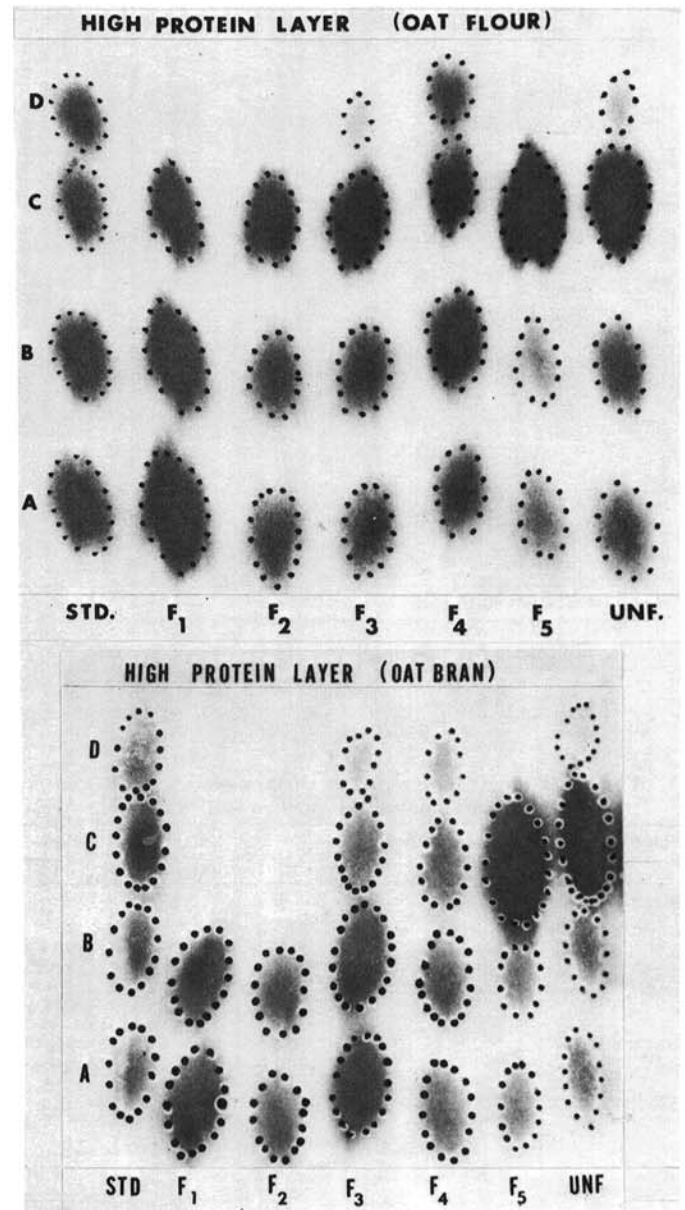 HIGH PROTEIN LAYER (OAT FLOUR)
D
C
B
A
STD. F1 F2 F3 F4 F5 UNF.
HIGH PROTEIN LAYER (OAT BRAN)
D
C
B
A
STD F1 F2 F3 F4 F5 UNF